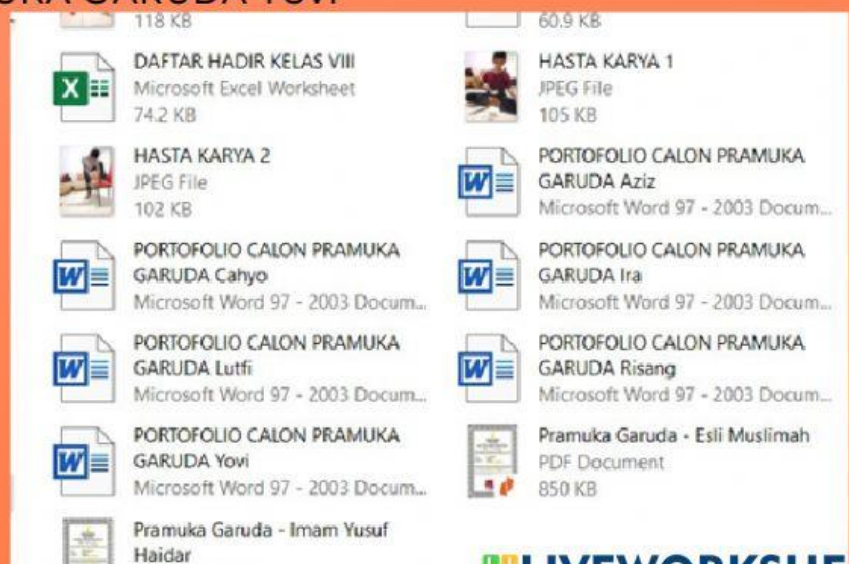 GARUDA Yovi
118 KB
60.9 KB
DAFTAR HADIR KELAS VIII
Microsoft Excel Worksheet
74.2 KB
HASTA KARYA 1
JPEG File
105 KB
HASTA KARYA 2
JPEG File
102 KB
PORTOFOLIO CALON PRAMUKA
GARUDA Aziz
Microsoft Word 97 - 2003 Docum...
PORTOFOLIO CALON PRAMUKA
GARUDA Cahyo
Microsoft Word 97 - 2003 Docum...
PORTOFOLIO CALON PRAMUKA
GARUDA Ira
Microsoft Word 97 - 2003 Docum...
PORTOFOLIO CALON PRAMUKA
GARUDA Lutfi
Microsoft Word 97 - 2003 Docum...
PORTOFOLIO CALON PRAMUKA
GARUDA Risang
Microsoft Word 97 - 2003 Docum...
PORTOFOLIO CALON PRAMUKA
GARUDA Yovi
Microsoft Word 97 - 2003 Docum...
Pramuka Garuda - Esli Muslimah
PDF Document
850 KB
Pramuka Garuda - Imam Yusuf
Haidar
LIVEWORKSHE